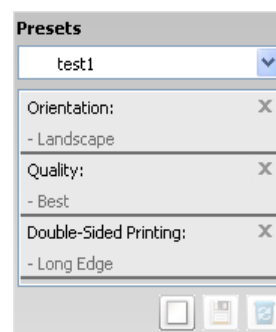 Presets
test1
Orientation:
- Landscape
Quality:
- Best
Double-Sided Printing:
- Long Edge